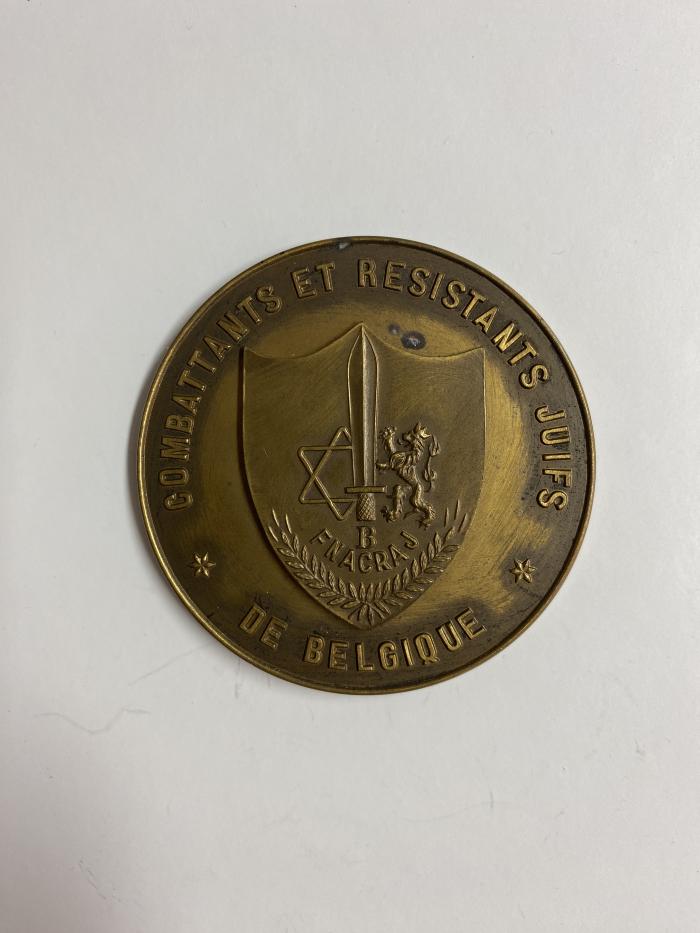 COMBATTANTS ET RESISTANTS JUIFS
B
FNACRAJ
DE BELGIQUE